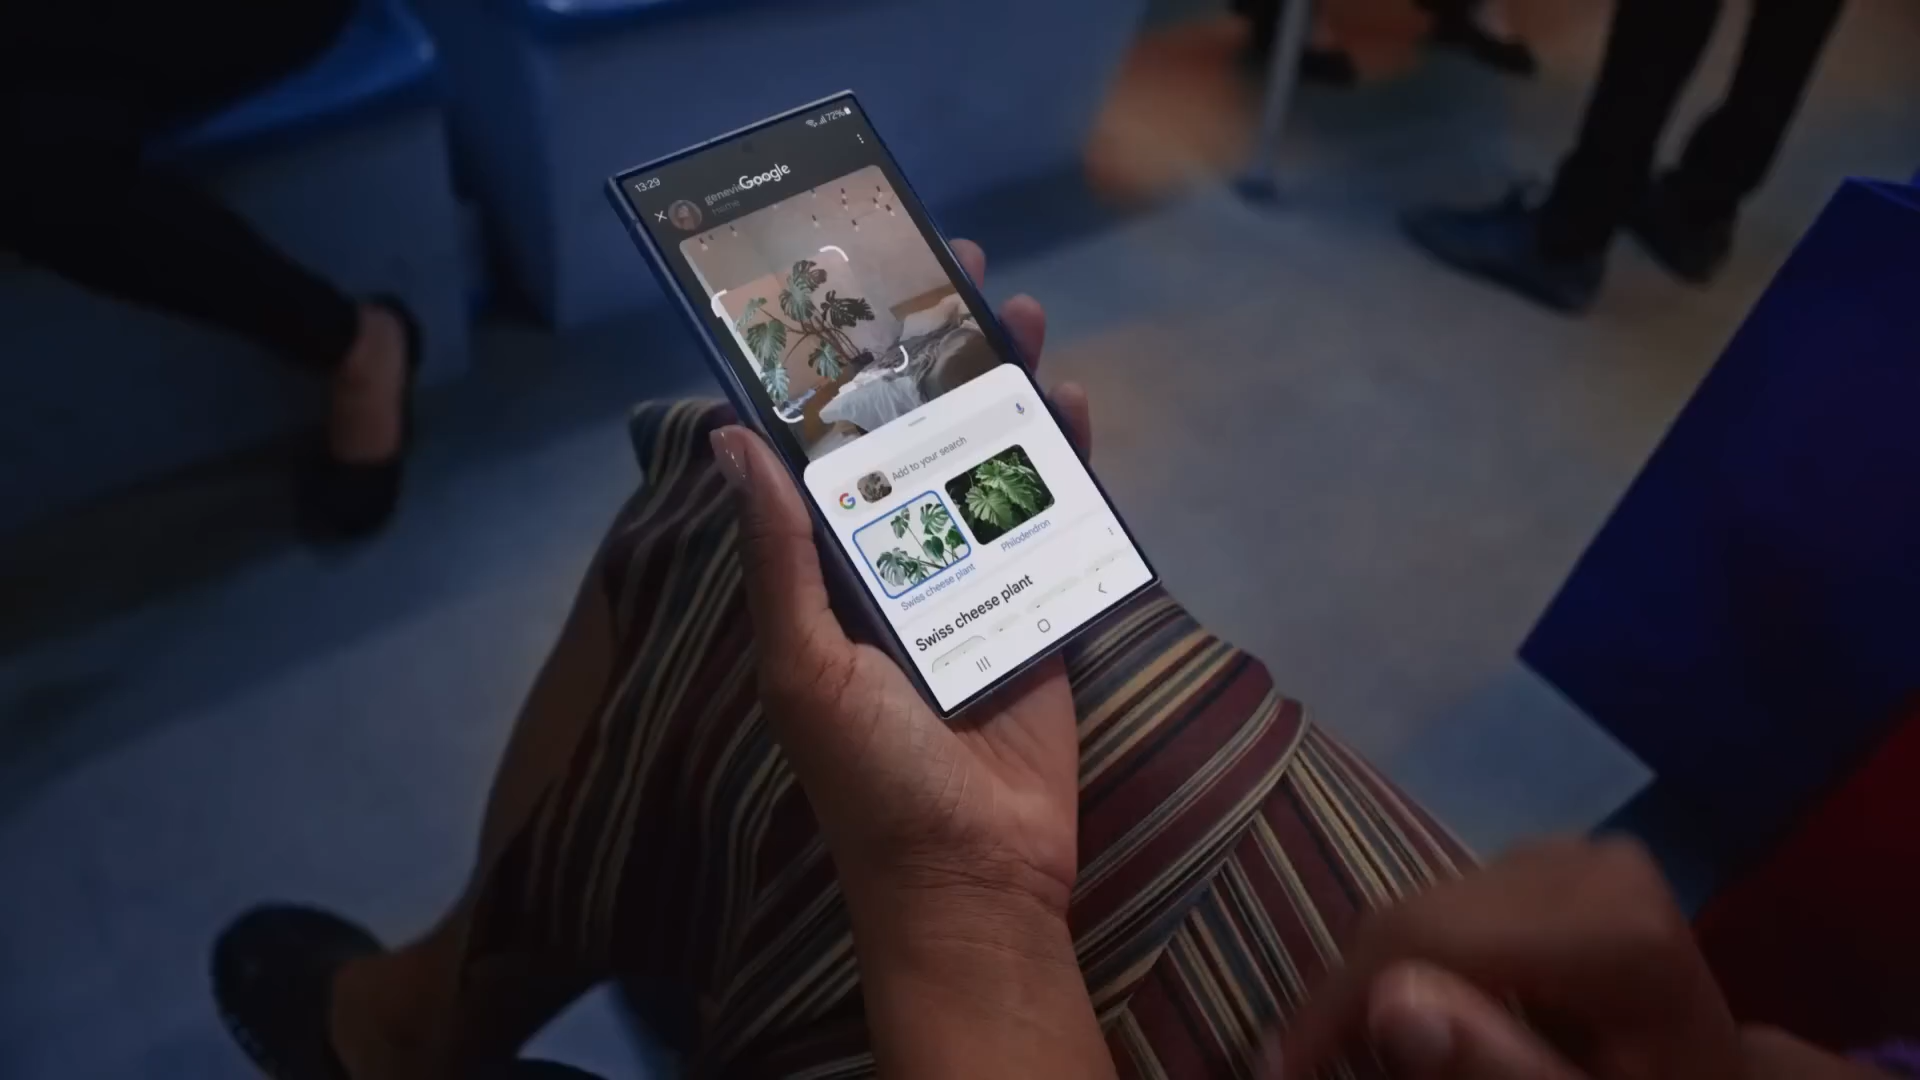 13:29
72%
Google
Home
Add to your search
Swiss cheese plant
Philodendron
Swiss cheese plant